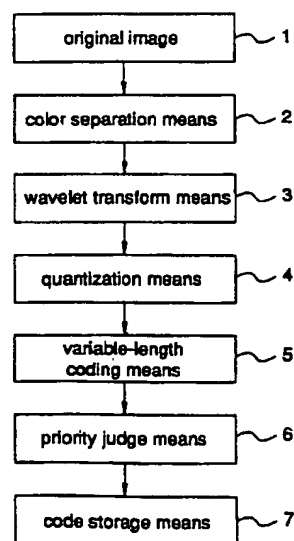 original image 1
color separation means 2
wavelet transform means 3
quantization means 4
variable-length
coding means 5
priority judge means 6
code storage means 7